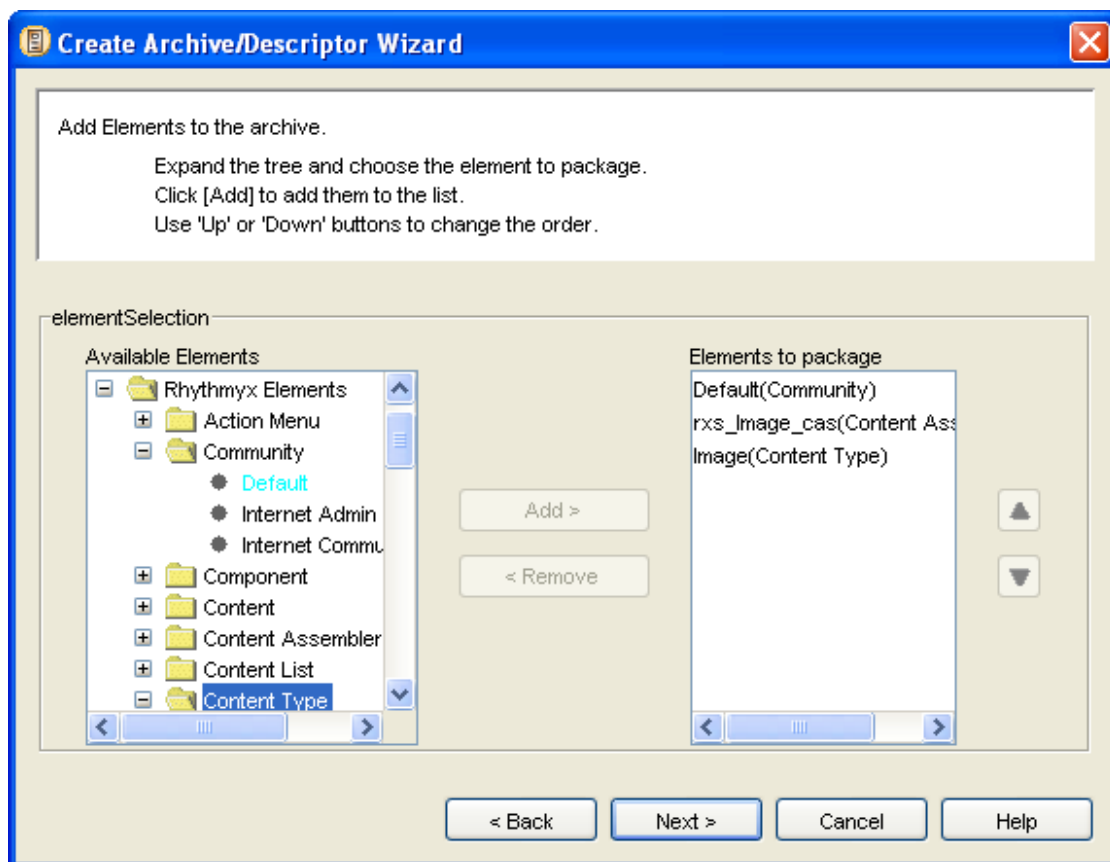 Create Archive/Descriptor Wizard
Add Elements to the archive.
Expand the tree and choose the element to package.
Click [Add] to add them to the list.
Use 'Up' or 'Down' buttons to change the order.
elementSelection
Available Elements
Rhythmyx Elements
Action Menu
Community
Default
Internet Admin
Internet Commu
Component
Content
Content Assembler
Content List
Content Type
Add >
< Remove
Elements to package
Default(Community)
rxs_Image_cas(Content Ass
Image(Content Type)
< Back
Next >
Cancel
Help